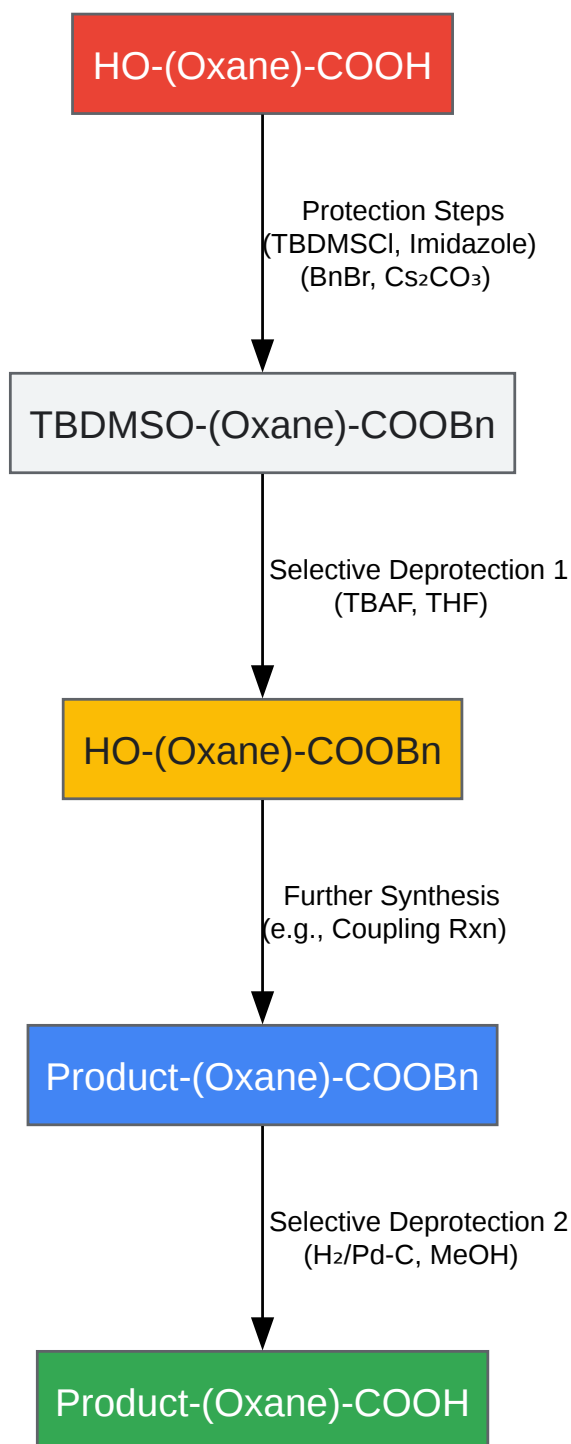 HO-(Oxane)-COOH
Protection Steps
(TBDMSCl, Imidazole)
(BnBr, Cs₂CO₃)
TBDMSO-(Oxane)-COOBn
Selective Deprotection 1
(TBAF, THF)
HO-(Oxane)-COOBn
Further Synthesis
(e.g., Coupling Rxn)
Product-(Oxane)-COOBn
Selective Deprotection 2
(H₂/Pd-C, MeOH)
Product-(Oxane)-COOH